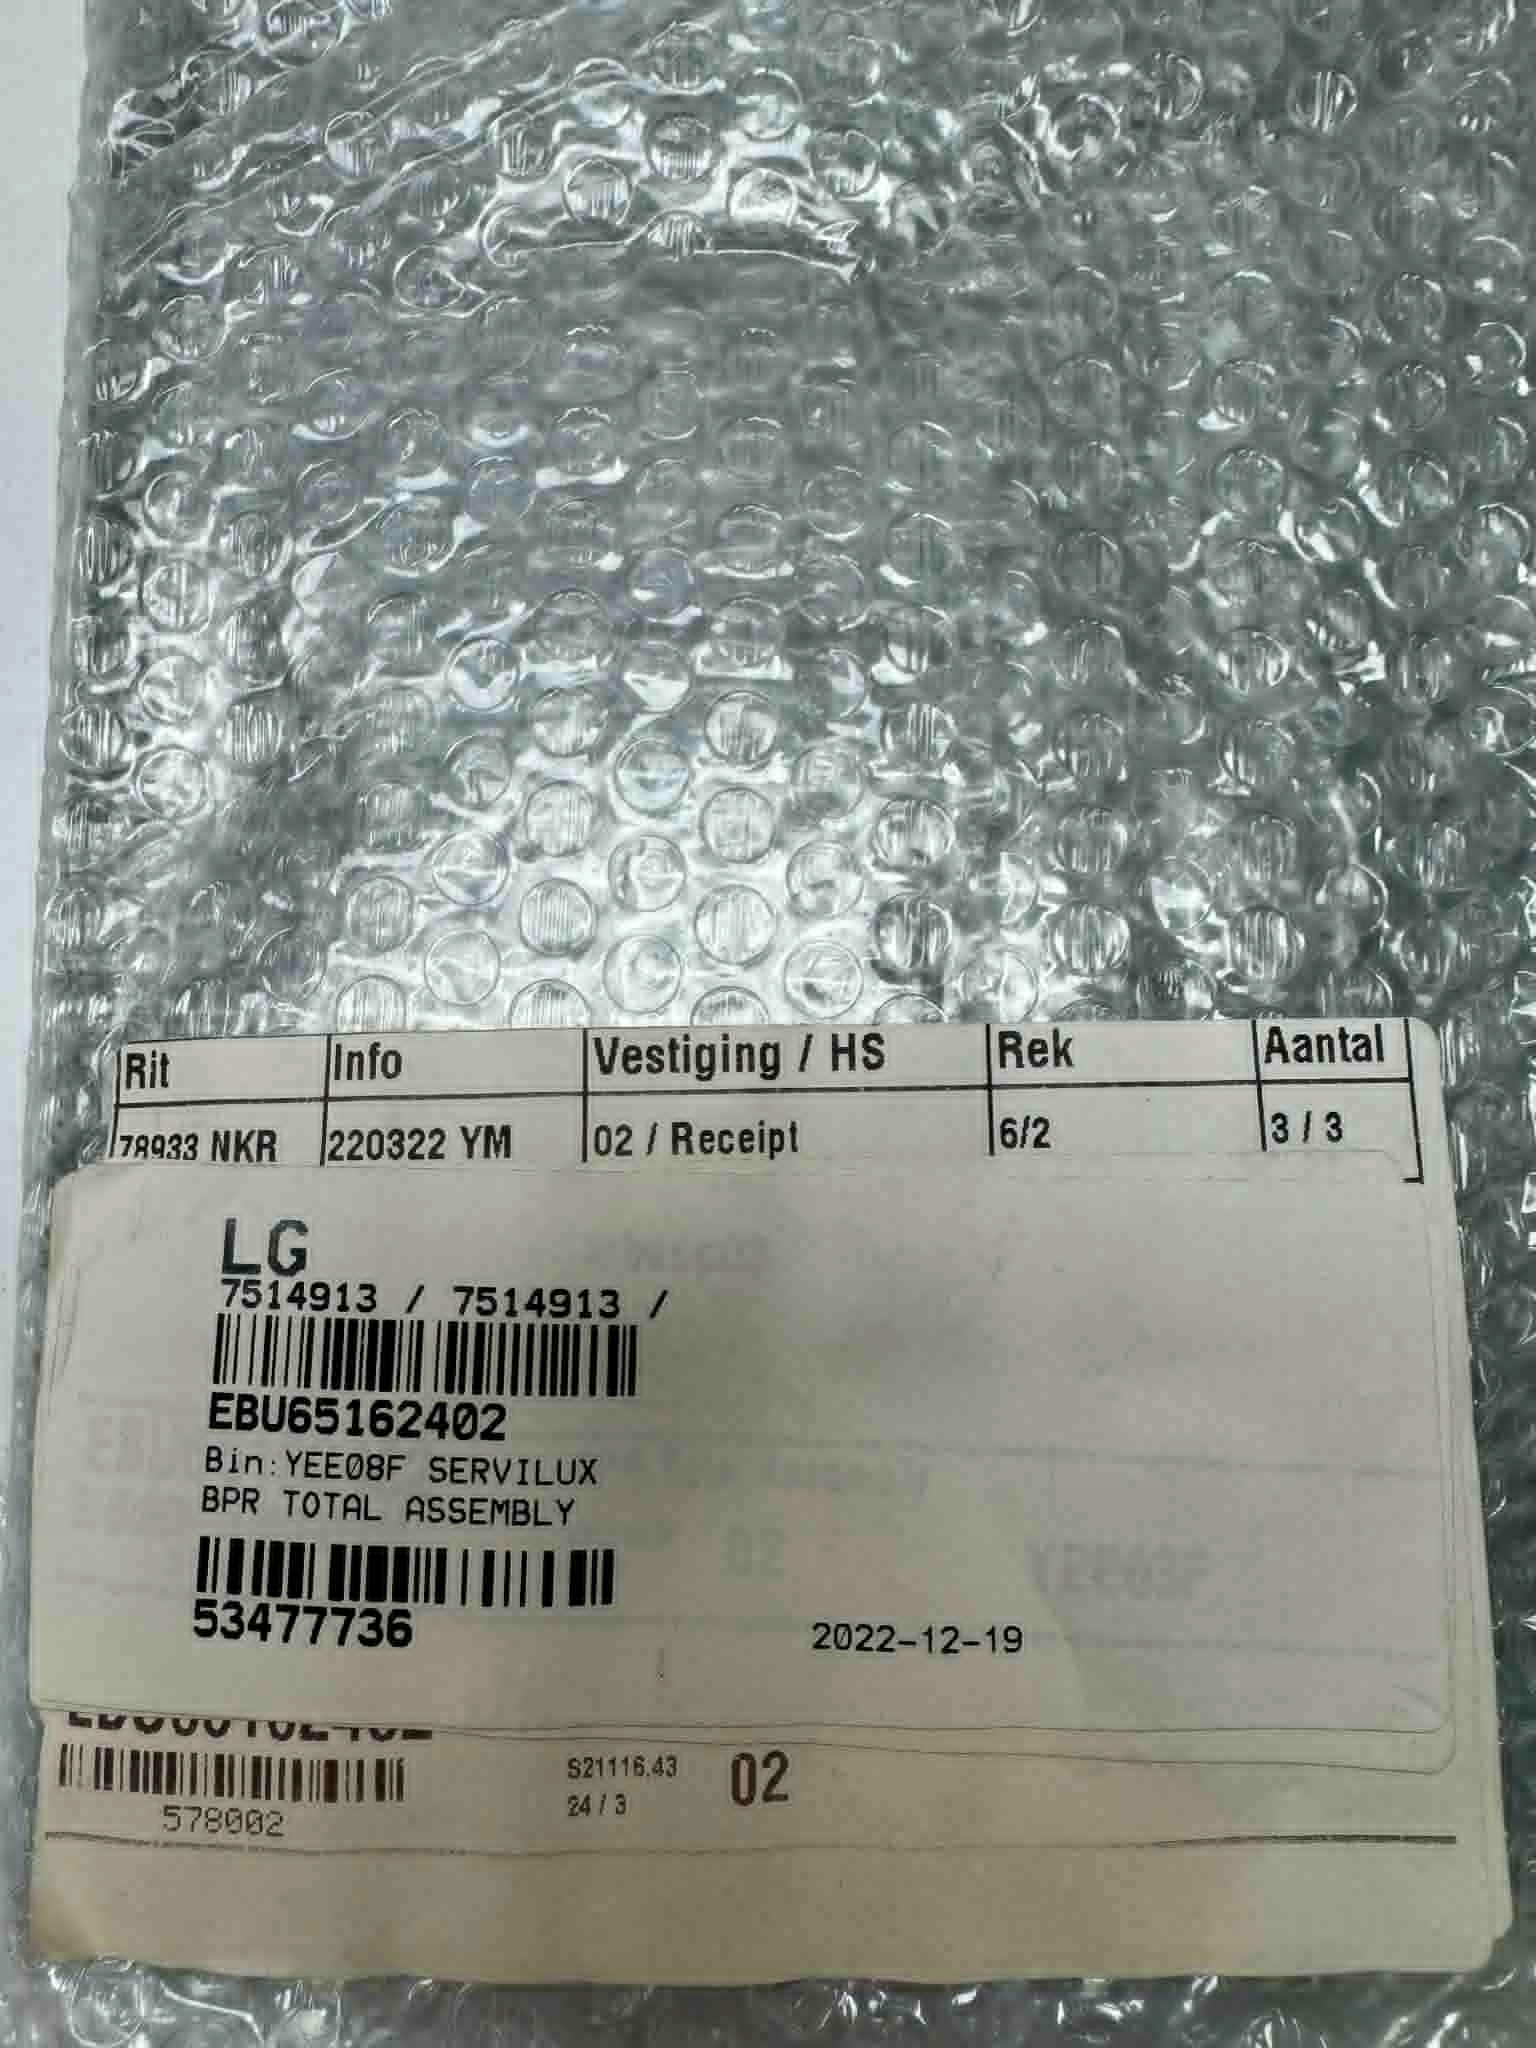 Rit Info Vestiging / HS Rek Aantal
78933 NKR 220322 YM 02 / Receipt 6/2 3 / 3
LG
7514913 / 7514913 /
EBU65162402
Bin:YEE08F SERVILUX
BPR TOTAL ASSEMBLY
53477736
2022-12-19
S21116.43 02
578002 24 / 3